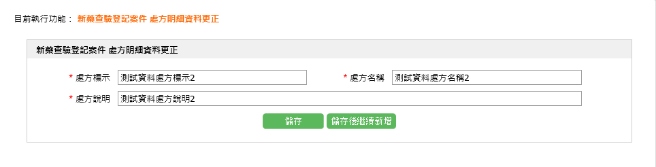 目前執行功能： 新藥查驗登記案件 處方明細資料更正
新藥查驗登記案件 處方明細資料更正
* 處方標示 測試資料處方標示2 * 處方名稱 測試資料處方名稱2
* 處方說明 測試資料處方說明2
儲存 儲存後繼續新增